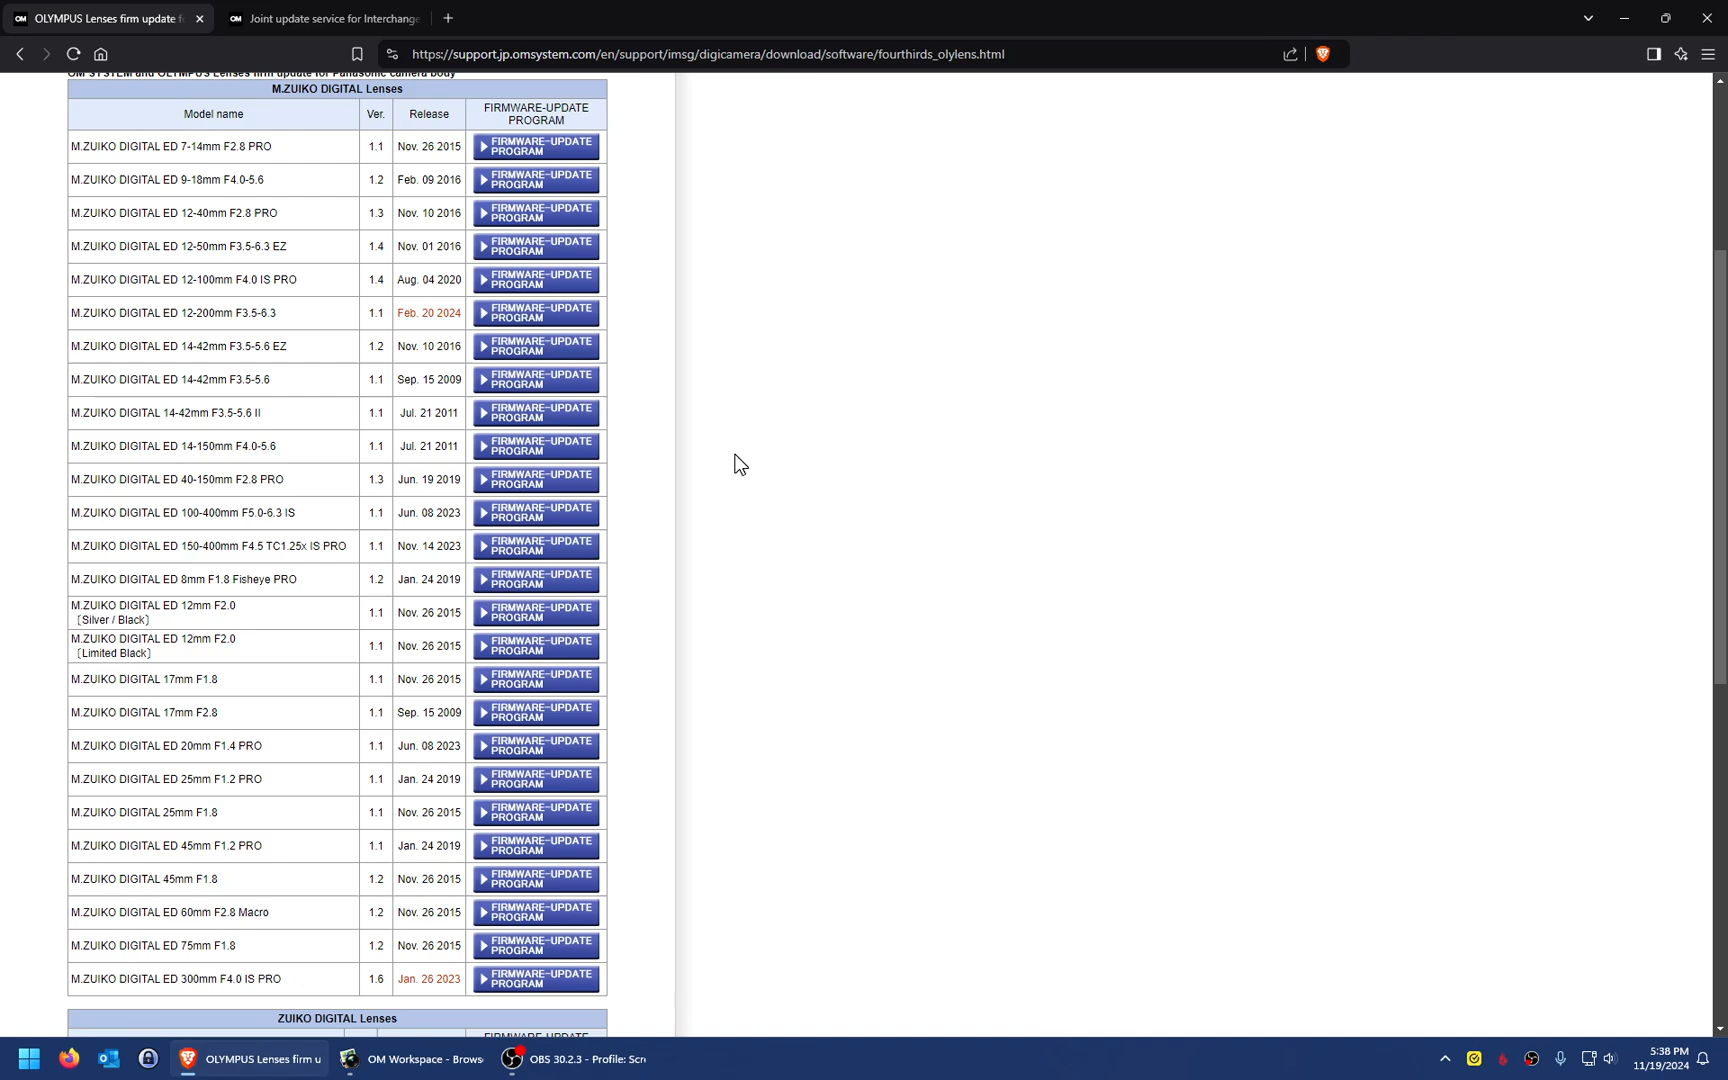 OLYMPUS Lenses firm update f
Joint update service for Interchange
https://support.jp.omsystem.com/en/support/imsg/digicamera/download/software/fourthirds_olylens.html
OM SYSTEM and OLYMPUS Lenses firm update for Panasonic camera body
M.ZUIKO DIGITAL Lenses
Model name Ver. Release FIRMWARE-UPDATE
PROGRAM
M.ZUIKO DIGITAL ED 7-14mm F2.8 PRO 1.1 Nov. 26 2015 FIRMWARE-UPDATE
PROGRAM
M.ZUIKO DIGITAL ED 9-18mm F4.0-5.6 1.2 Feb. 09 2016 FIRMWARE-UPDATE
PROGRAM
M.ZUIKO DIGITAL ED 12-40mm F2.8 PRO 1.3 Nov. 10 2016 FIRMWARE-UPDATE
PROGRAM
M.ZUIKO DIGITAL ED 12-50mm F3.5-6.3 EZ 1.4 Nov. 01 2016 FIRMWARE-UPDATE
PROGRAM
M.ZUIKO DIGITAL ED 12-100mm F4.0 IS PRO 1.4 Aug. 04 2020 FIRMWARE-UPDATE
PROGRAM
M.ZUIKO DIGITAL ED 12-200mm F3.5-6.3 1.1 Feb. 20 2024 FIRMWARE-UPDATE
PROGRAM
M.ZUIKO DIGITAL ED 14-42mm F3.5-5.6 EZ 1.2 Nov. 10 2016 FIRMWARE-UPDATE
PROGRAM
M.ZUIKO DIGITAL ED 14-42mm F3.5-5.6 1.1 Sep. 15 2009 FIRMWARE-UPDATE
PROGRAM
M.ZUIKO DIGITAL 14-42mm F3.5-5.6 II 1.1 Jul. 21 2011 FIRMWARE-UPDATE
PROGRAM
M.ZUIKO DIGITAL ED 14-150mm F4.0-5.6 1.1 Jul. 21 2011 FIRMWARE-UPDATE
PROGRAM
M.ZUIKO DIGITAL ED 40-150mm F2.8 PRO 1.3 Jun. 19 2019 FIRMWARE-UPDATE
PROGRAM
M.ZUIKO DIGITAL ED 100-400mm F5.0-6.3 IS 1.1 Jun. 08 2023 FIRMWARE-UPDATE
PROGRAM
M.ZUIKO DIGITAL ED 150-400mm F4.5 TC1.25x IS PRO 1.1 Nov. 14 2023 FIRMWARE-UPDATE
PROGRAM
M.ZUIKO DIGITAL ED 8mm F1.8 Fisheye PRO 1.2 Jan. 24 2019 FIRMWARE-UPDATE
PROGRAM
M.ZUIKO DIGITAL ED 12mm F2.0
〔Silver / Black〕 1.1 Nov. 26 2015 FIRMWARE-UPDATE
PROGRAM
M.ZUIKO DIGITAL ED 12mm F2.0
〔Limited Black〕 1.1 Nov. 26 2015 FIRMWARE-UPDATE
PROGRAM
M.ZUIKO DIGITAL 17mm F1.8 1.1 Nov. 26 2015 FIRMWARE-UPDATE
PROGRAM
M.ZUIKO DIGITAL 17mm F2.8 1.1 Sep. 15 2009 FIRMWARE-UPDATE
PROGRAM
M.ZUIKO DIGITAL ED 20mm F1.4 PRO 1.1 Jun. 08 2023 FIRMWARE-UPDATE
PROGRAM
M.ZUIKO DIGITAL ED 25mm F1.2 PRO 1.1 Jan. 24 2019 FIRMWARE-UPDATE
PROGRAM
M.ZUIKO DIGITAL 25mm F1.8 1.1 Nov. 26 2015 FIRMWARE-UPDATE
PROGRAM
M.ZUIKO DIGITAL ED 45mm F1.2 PRO 1.1 Jan. 24 2019 FIRMWARE-UPDATE
PROGRAM
M.ZUIKO DIGITAL 45mm F1.8 1.2 Nov. 26 2015 FIRMWARE-UPDATE
PROGRAM
M.ZUIKO DIGITAL ED 60mm F2.8 Macro 1.2 Nov. 26 2015 FIRMWARE-UPDATE
PROGRAM
M.ZUIKO DIGITAL ED 75mm F1.8 1.2 Nov. 26 2015 FIRMWARE-UPDATE
PROGRAM
M.ZUIKO DIGITAL ED 300mm F4.0 IS PRO 1.6 Jan. 26 2023 FIRMWARE-UPDATE
PROGRAM
ZUIKO DIGITAL Lenses
FIRMWARE-UPDATE
OLYMPUS Lenses firm u OM Workspace - Brows OBS 30.2.3 - Profile: Scr
5:38 PM
11/19/2024